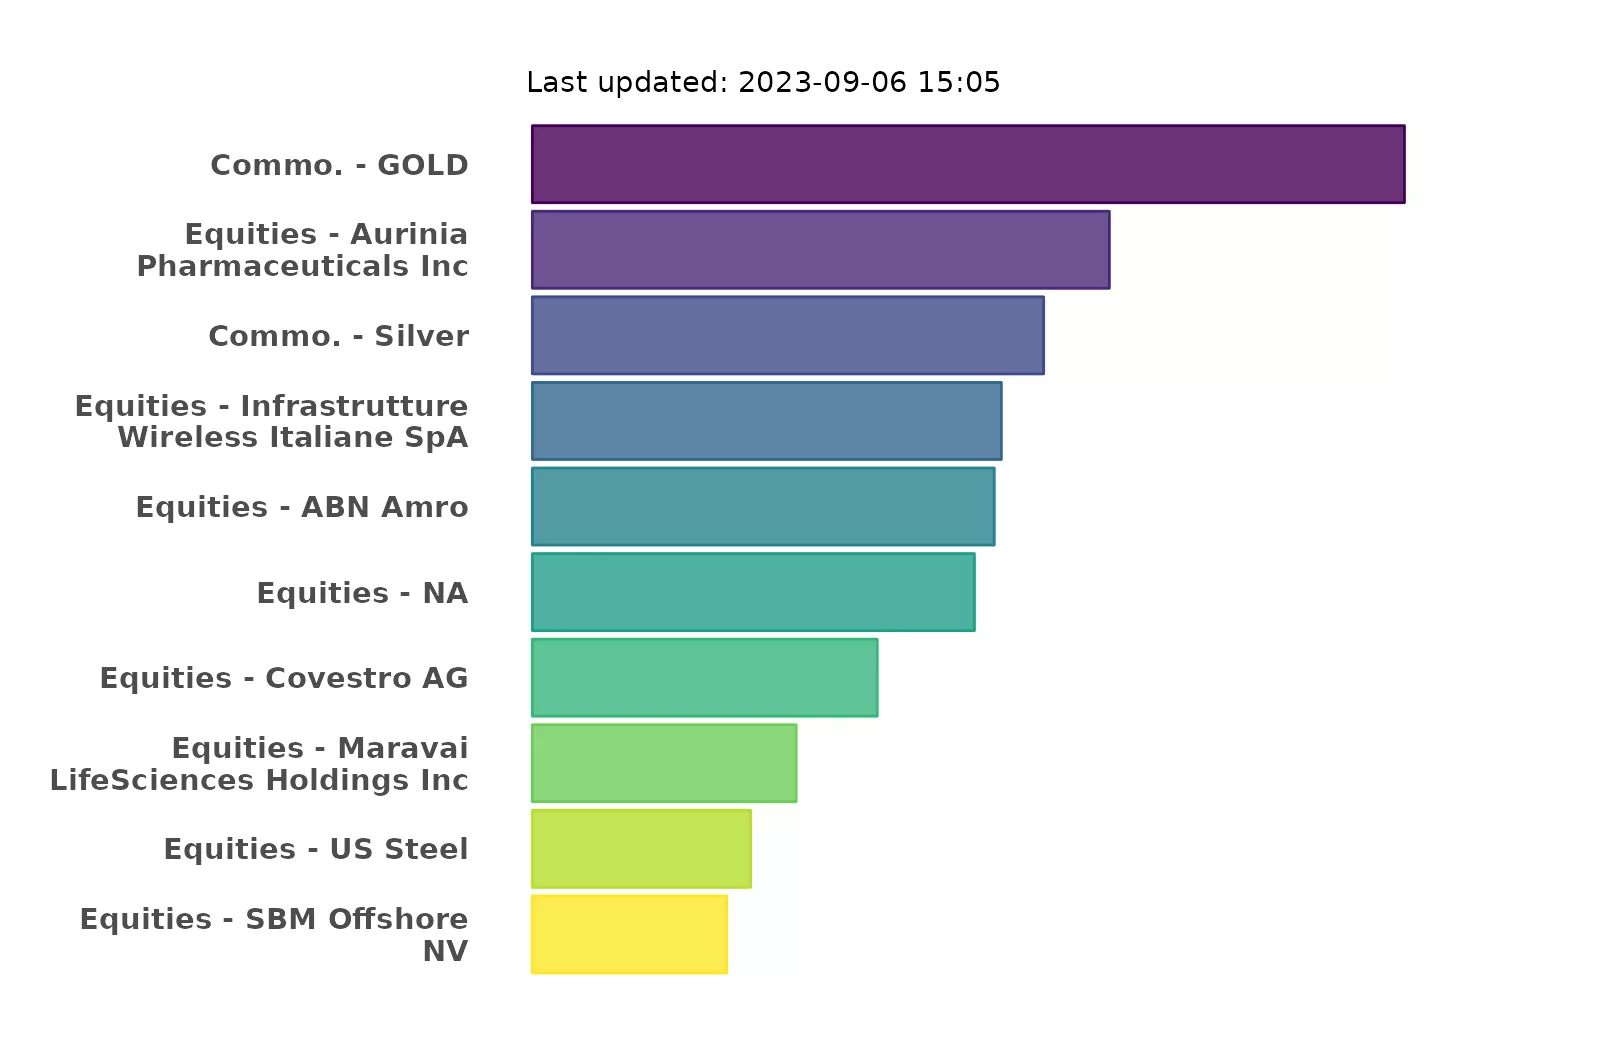 Last updated: 2023-09-06 15:05
Commo. - GOLD
Equities - Aurinia
Pharmaceuticals Inc
Commo. - Silver
Equities - Infrastrutture
Wireless Italiane SpA
Equities - ABN Amro
Equities - NA
Equities - Covestro AG
Equities - Maravai
LifeSciences Holdings Inc
Equities - US Steel
Equities - SBM Offshore
NV